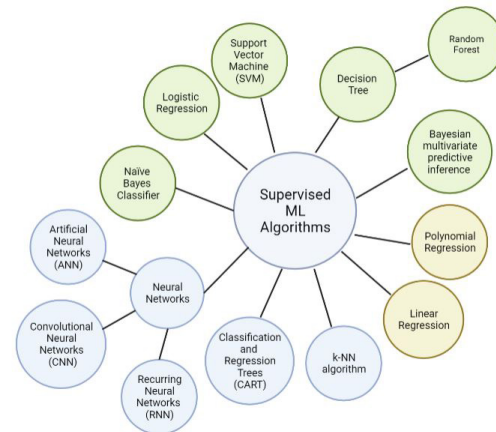 Support
Vector
Machine
(SVM)
Random
Forest
Decision
Tree
Logistic
Regression
Bayesian
multivariate
predictive
inference
Naïve
Bayes
Classifier
Supervised
ML
Algorithms
Polynomial
Regression
Artificial
Neural
Networks
(ANN)
Neural
Networks
Linear
Regression
Convolutional
Neural
Networks
(CNN)
Classification
and
Regression
Trees
(CART)
k-NN
algorithm
Recurring
Neural
Networks
(RNN)